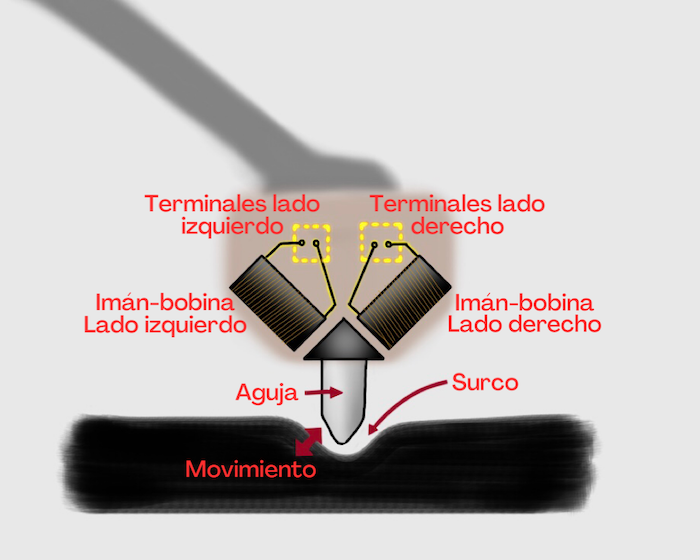 Terminales lado
izquierdo
Terminales lado
derecho
Imán-bobina
Lado izquierdo
Imán-bobina
Lado derecho
Aguja
Surco
Movimiento